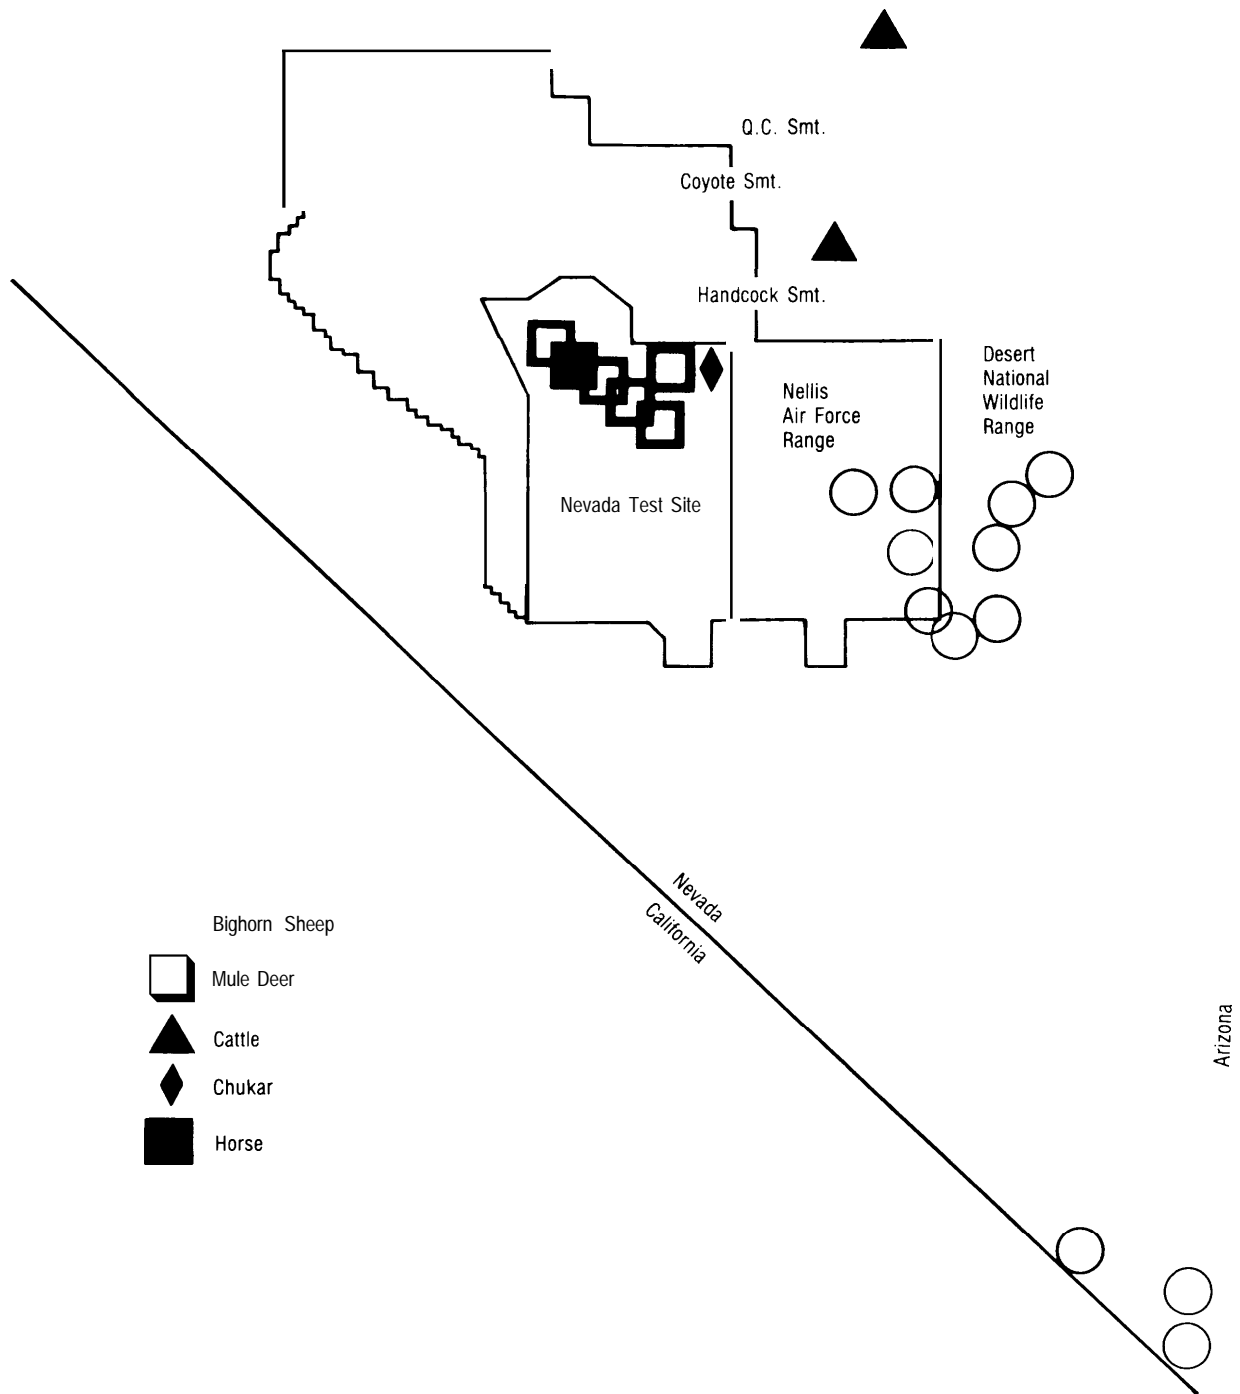 Q.C. Smt.
Coyote Smt.
Handcock Smt.
Desert
National
Wildlife
Range
Nellis
Air Force
Range
Nevada Test Site
Nevada
California
Bighorn Sheep
Mule Deer
Cattle
Chukar
Horse
Arizona